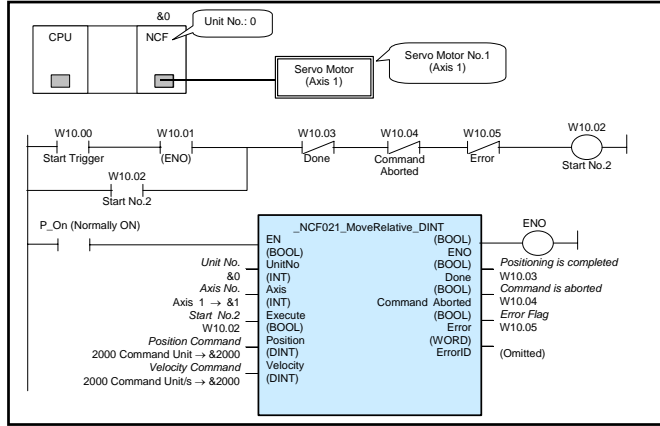 &0
Unit No.: 0
CPU
NCF
Servo Motor
(Axis 1)
Servo Motor No.1
(Axis 1)
W10.00
Start Trigger
W10.01
(ENO)
W10.03
Done
W10.04
Command
Aborted
W10.05
Error
W10.02
Start No.2
W10.02
Start No.2
P_On (Normally ON)
_NCF021_MoveRelative_DINT
EN
(BOOL)
(BOOL)
ENO
ENO
Unit No.
&0
UnitNo
(INT)
(BOOL)
Done
Positioning is completed
W10.03
Axis No.
Axis 1 → &1
Axis
(INT)
(BOOL)
Command Aborted
Command is aborted
W10.04
Start No.2
W10.02
Execute
(BOOL)
(BOOL)
Error
Error Flag
W10.05
Position Command
2000 Command Unit → &2000
Position
(DINT)
(WORD)
ErrorID
(Omitted)
Velocity Command
2000 Command Unit/s → &2000
Velocity
(DINT)